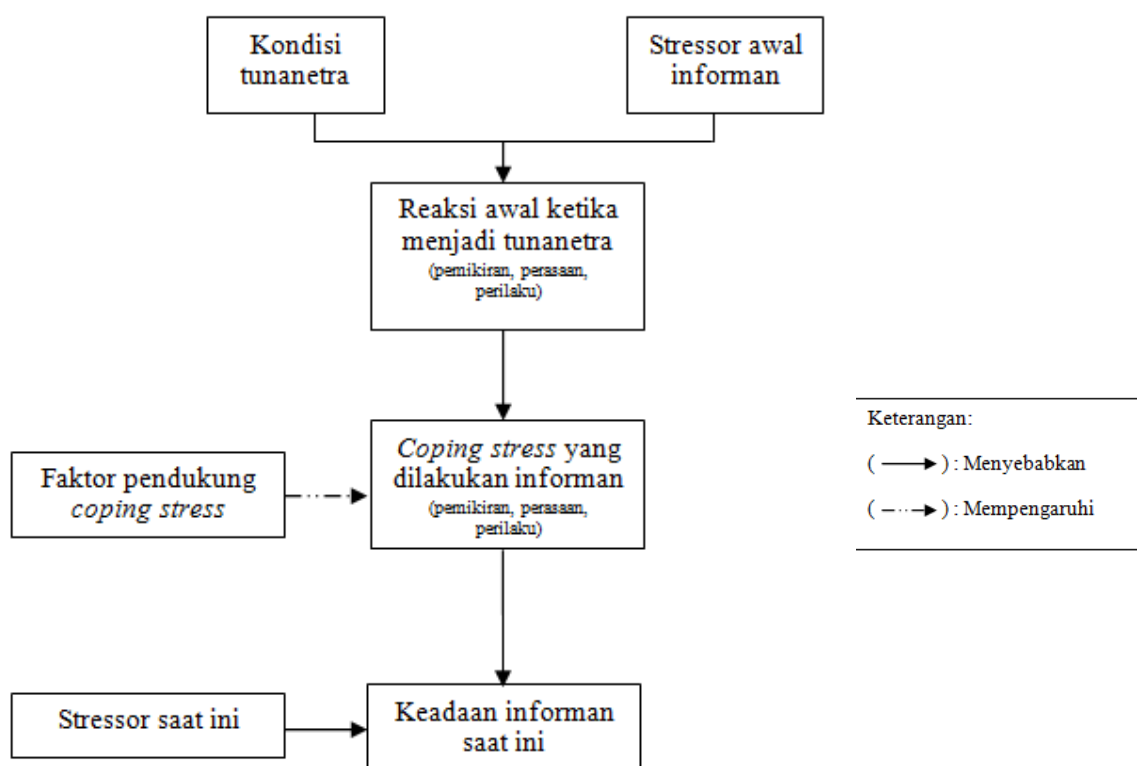 Kondisi
tunanetra
Stressor awal
informan
Reaksi awal ketika
menjadi tunanetra
(pemikiran, perasaan,
perilaku)
Faktor pendukung
coping stress
Coping stress yang
dilakukan informan
(pemikiran, perasaan,
perilaku)
Keterangan:
( ) : Menyebabkan
( ) : Mempengaruhi
Stressor saat ini
Keadaan informan
saat ini